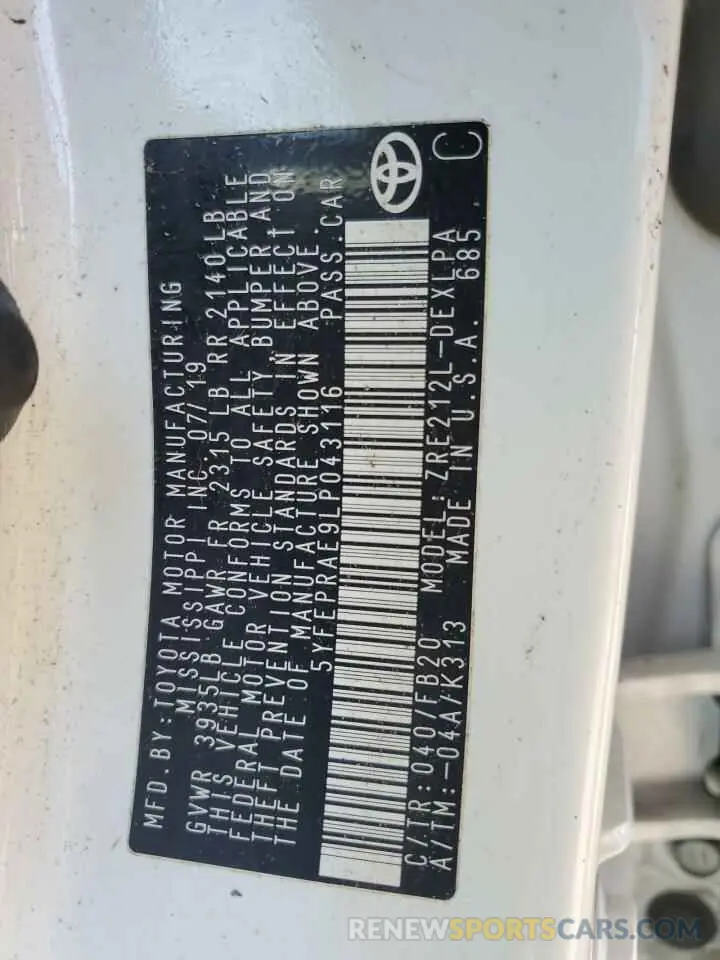 MFD.BY:TOYOTA MOTOR MANUFACTURING
MISSISSIPPI INC 07/19
GVWR 3935LB GAWR FR 2315 LB RR 2140 LB
THIS VEHICLE CONFORMS TO ALL APPLICABLE
FEDERAL MOTOR VEHICLE SAFETY, BUMPER AND
THEFT PREVENTION STANDARDS IN EFFECT ON
THE DATE OF MANUFACTURE SHOWN ABOVE.
5YFEPRAE9LP043116 PASS.CAR
C/TR:040/FB20 MODEL:ZRE212L-DEXLPA
A/TM:-04A/K313 MADE IN U.S.A. 685
C
RENEWSPORTSCARS.COM